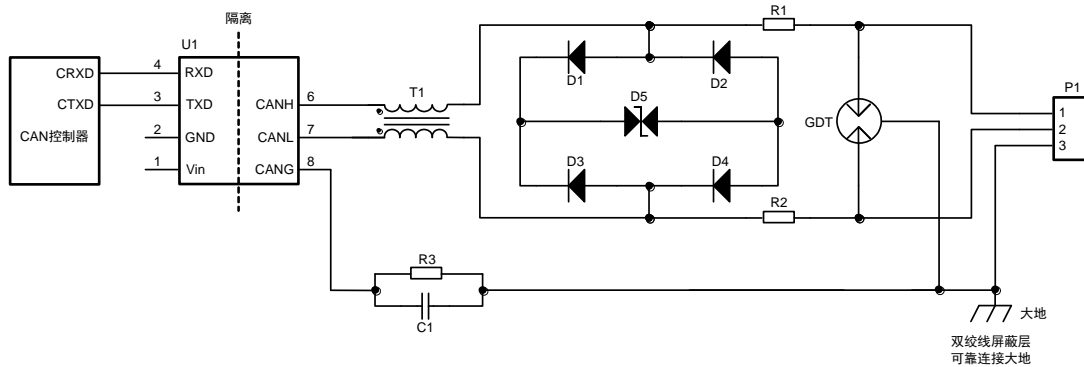 隔离
U1
CRXD
CTXD
CAN控制器
4
3
2
1
RXD
TXD
GND
Vin
CANH
CANL
CANG
6
7
8
T1
D1
D2
D5
D3
D4
R1
R2
GDT
P1
1
2
3
R3
C1
大地
双绞线屏蔽层
可靠连接大地